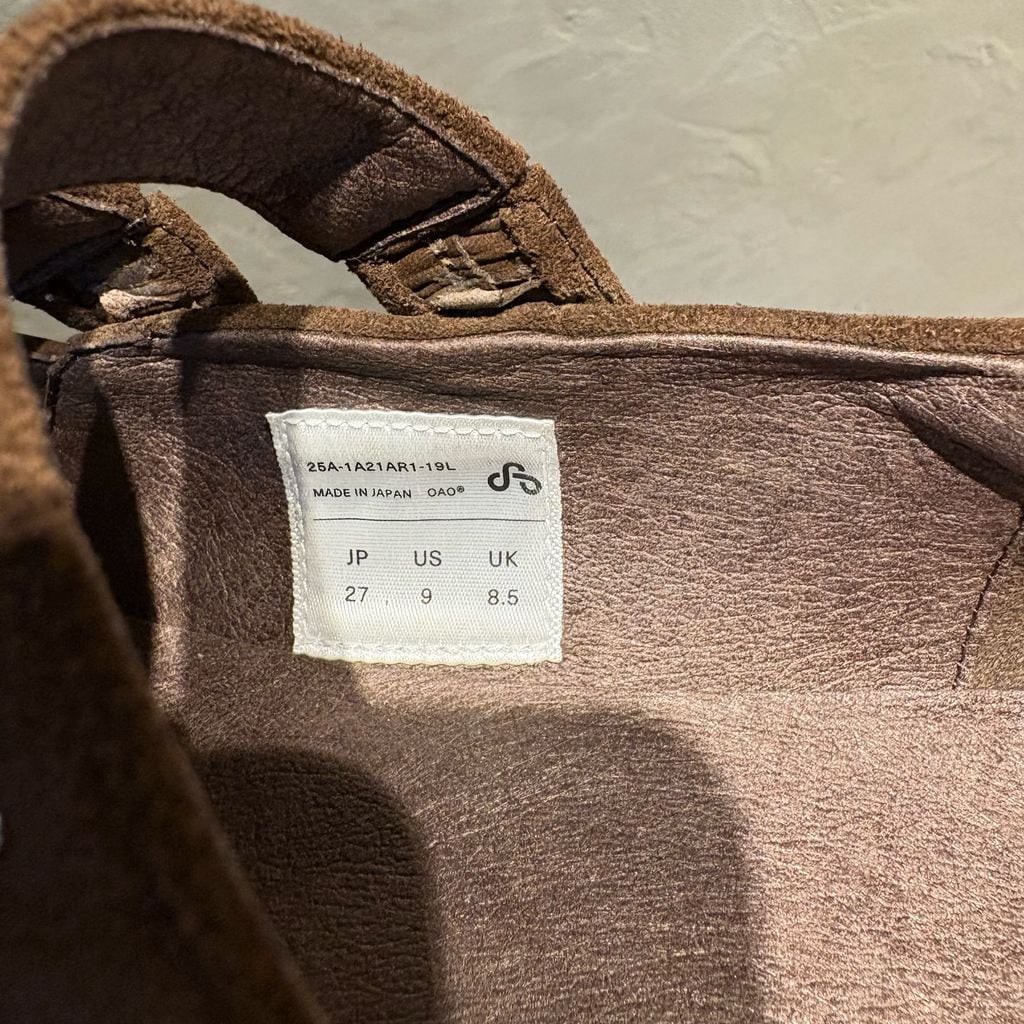 25A-1A21AR1-19L
MADE IN JAPAN OAO®
JP US UK
27 9 8.5